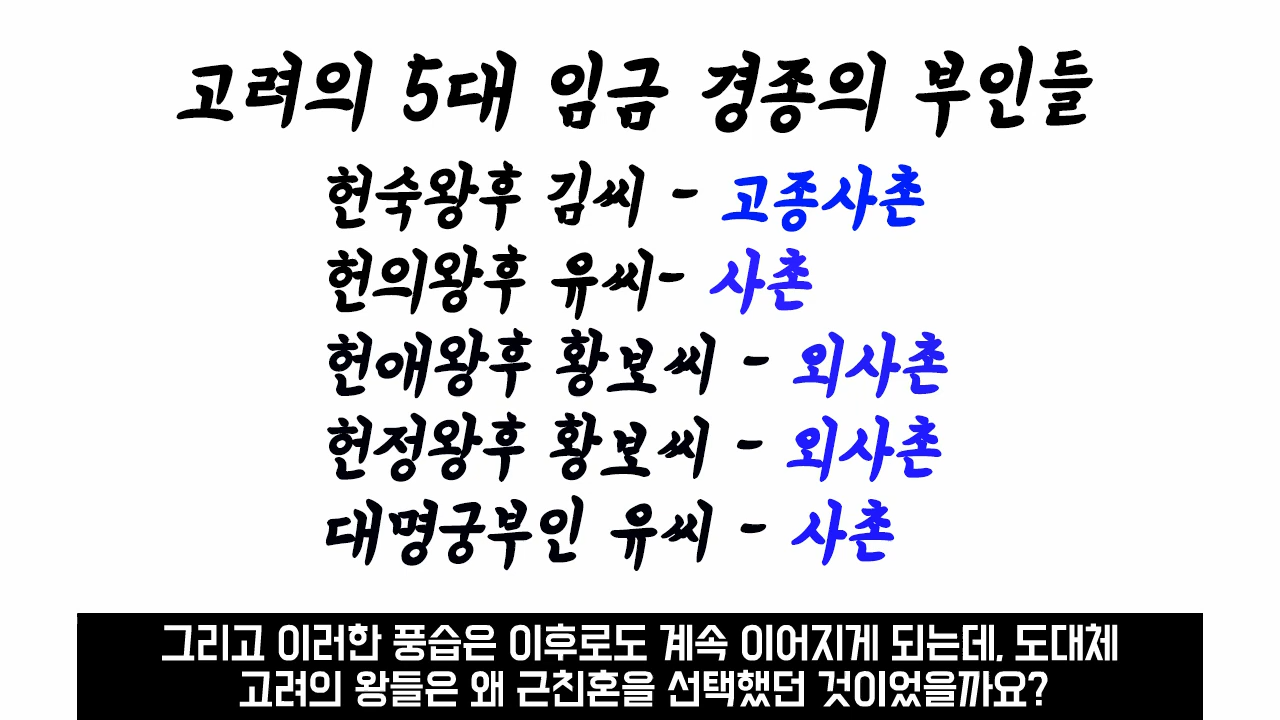 고려의 5대 임금 경종의 부인들
헌숙왕후 김씨 - 고종사촌
헌의왕후 유씨- 사촌
헌애왕후 황보씨 - 외사촌
헌정왕후 황보씨 - 외사촌
대명궁부인 유씨 - 사촌
그리고 이러한 풍습은 이후로도 계속 이어지게 되는데, 도대체
고려의 왕들은 왜 근친혼을 선택했던 것이었을까요?